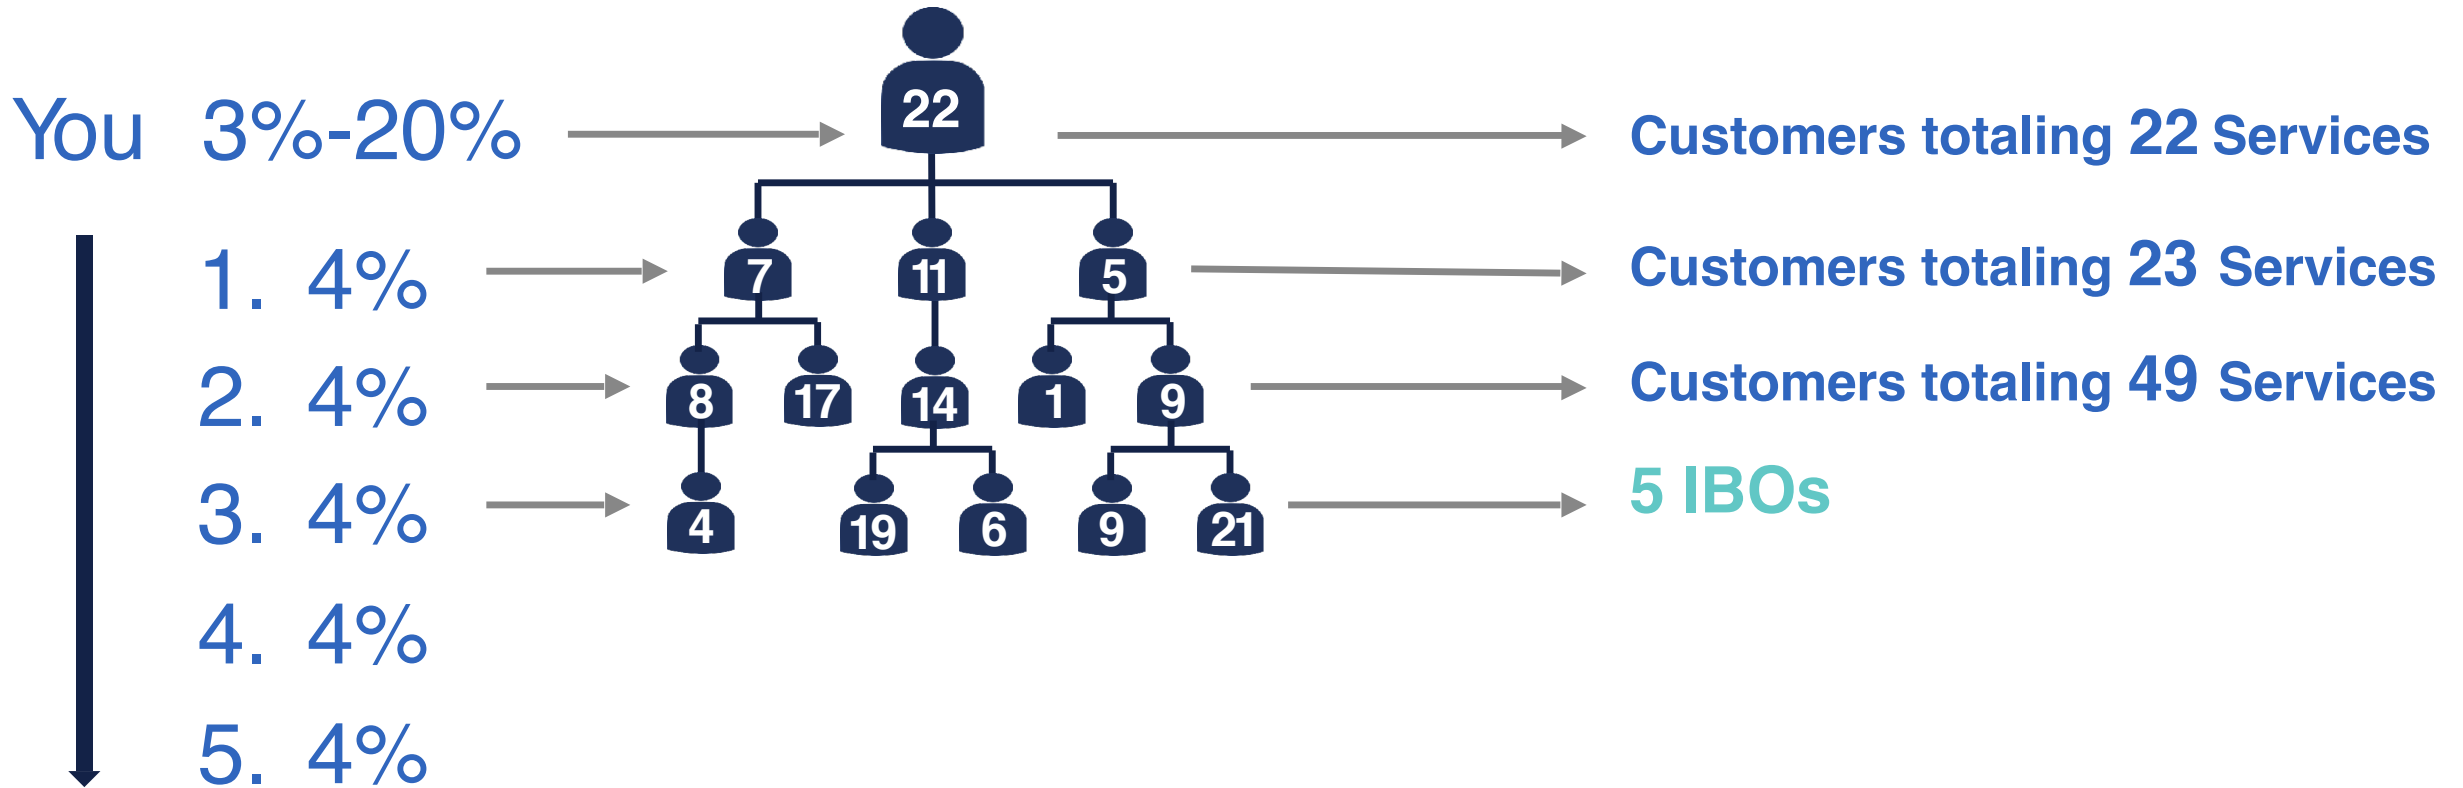 You 3%-20% 22 Customers totaling 22 Services
1. 4% 7 11 5 Customers totaling 23 Services
2. 4% 8 17 14 1 9 Customers totaling 49 Services
3. 4% 4 19 6 9 21 5 IBOs
4. 4%
5. 4%